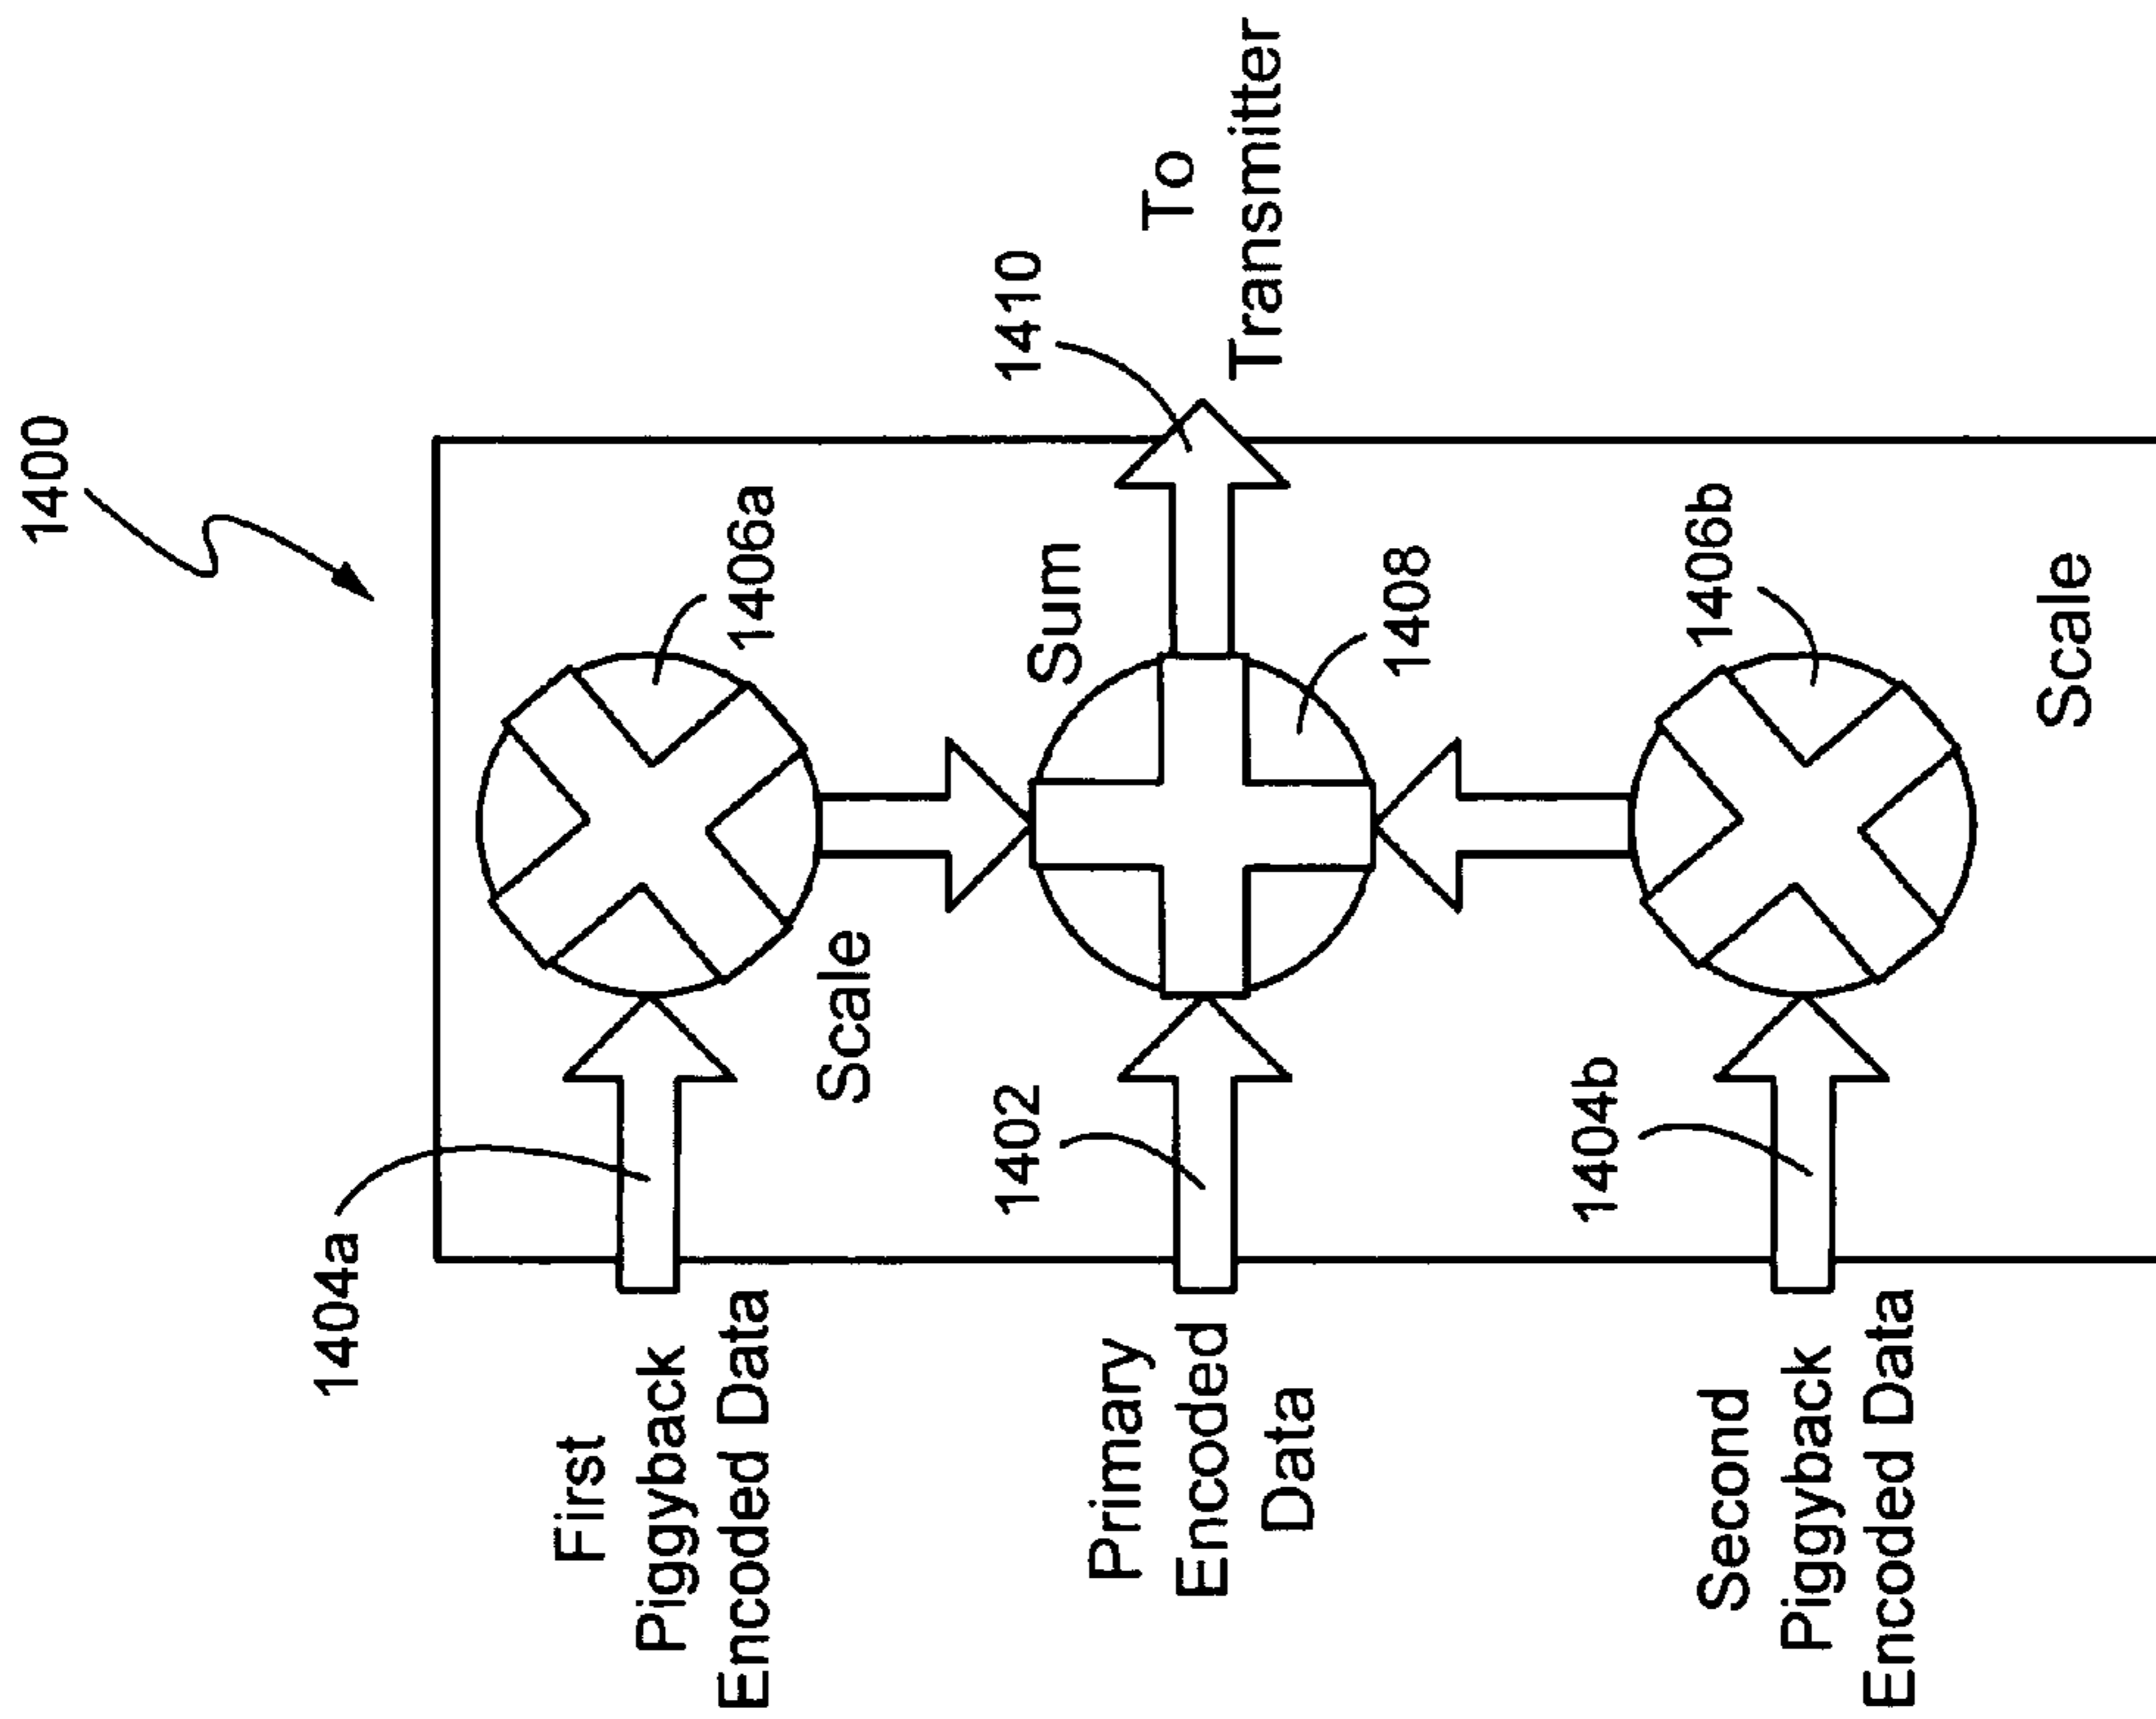 1400
1404a
First
Piggyback
Encoded Data
1406a
Scale
Primary
Encoded
Data
1402
Sum
1408
1410
To
Transmitter
Second
Piggyback
Encoded Data
1404b
1406b
Scale